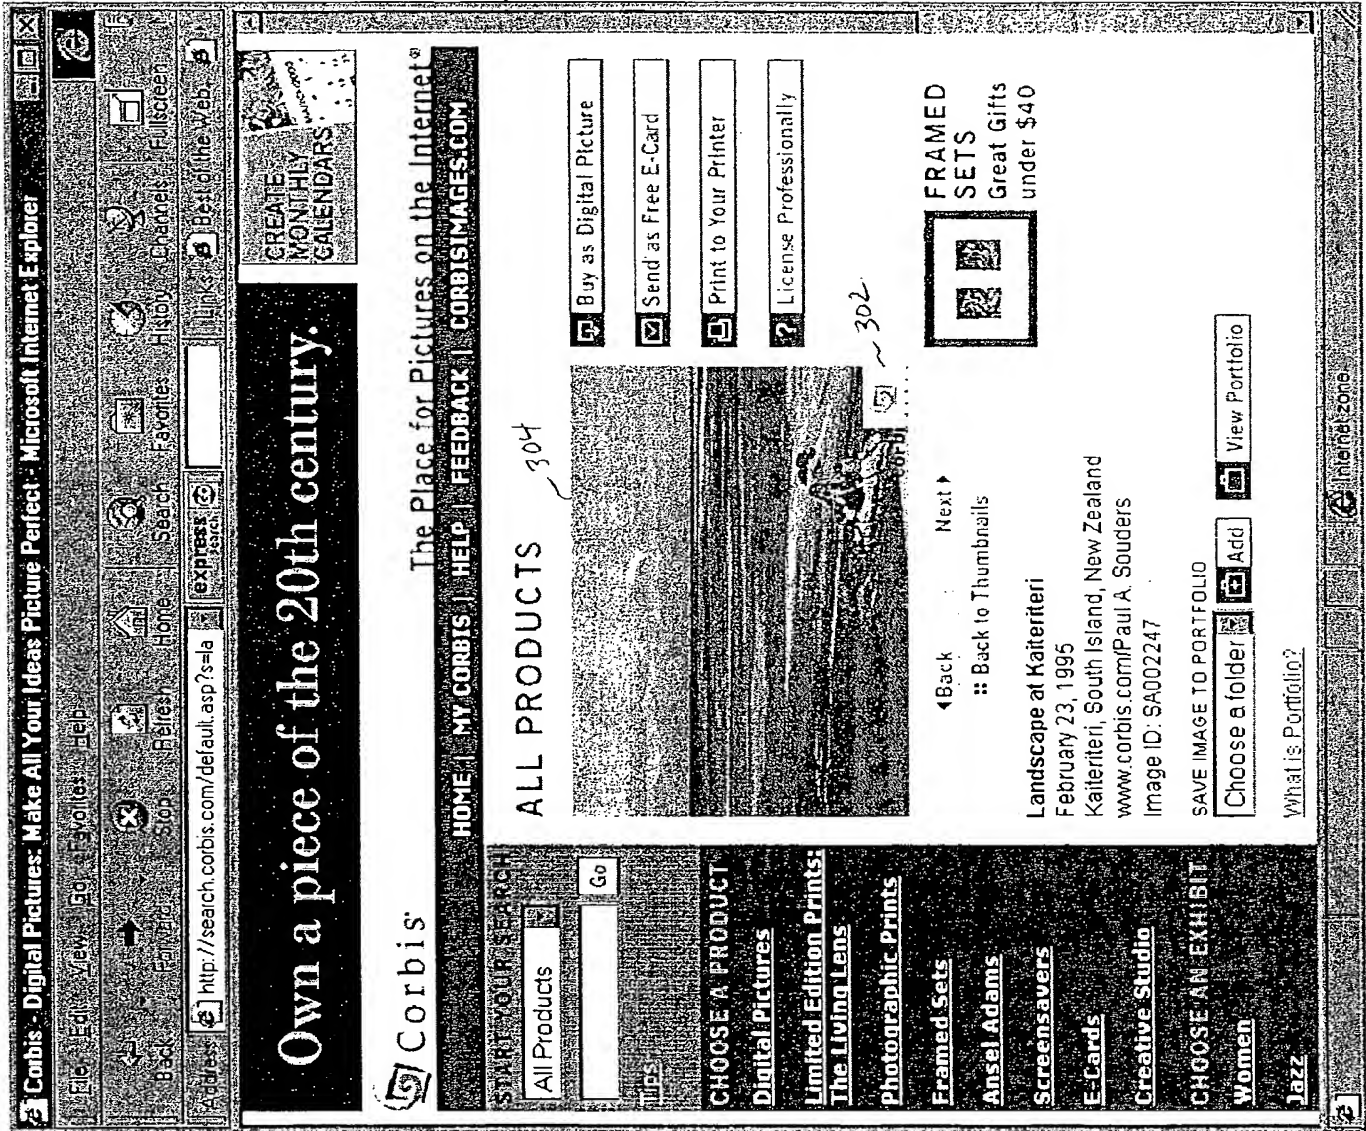 Corbis - Digital Pictures: Make All Your Ideas Picture Perfect - Microsoft Internet Explorer
File Edit View Go Favorites Help
Back Forward Stop Refresh Home Search Favorites History Channels Fullscreen
Address http://search.corbis.com/default.asp?s=la express search Links Best of the Web
Own a piece of the 20th century.
CREATE
MONTHLY
CALENDARS
Corbis
The Place for Pictures on the Internet®
HOME | MY CORBIS | HELP | FEEDBACK | CORBISIMAGES.COM
START YOUR SEARCH
All Products
Go
Tips
CHOOSE A PRODUCT
Digital Pictures
Limited Edition Prints:
The Living Lens
Photographic Prints
Framed Sets
Ansel Adams
Screensavers
E-Cards
Creative Studio
CHOOSE AN EXHIBIT
Women
Jazz
ALL PRODUCTS
304
Buy as Digital Picture
Send as Free E-Card
Print to Your Printer
License Professionally
302
corbis
Back Next
:: Back to Thumbnails
FRAMED
SETS
Great Gifts
under $40
Landscape at Kaiteriteri
February 23, 1995
Kaiteriteri, South Island, New Zealand
www.corbis.com/Paul A. Souders
Image ID: SA002247
SAVE IMAGE TO PORTFOLIO
Choose a folder Add View Portfolio
What is Portfolio?
Internet zone